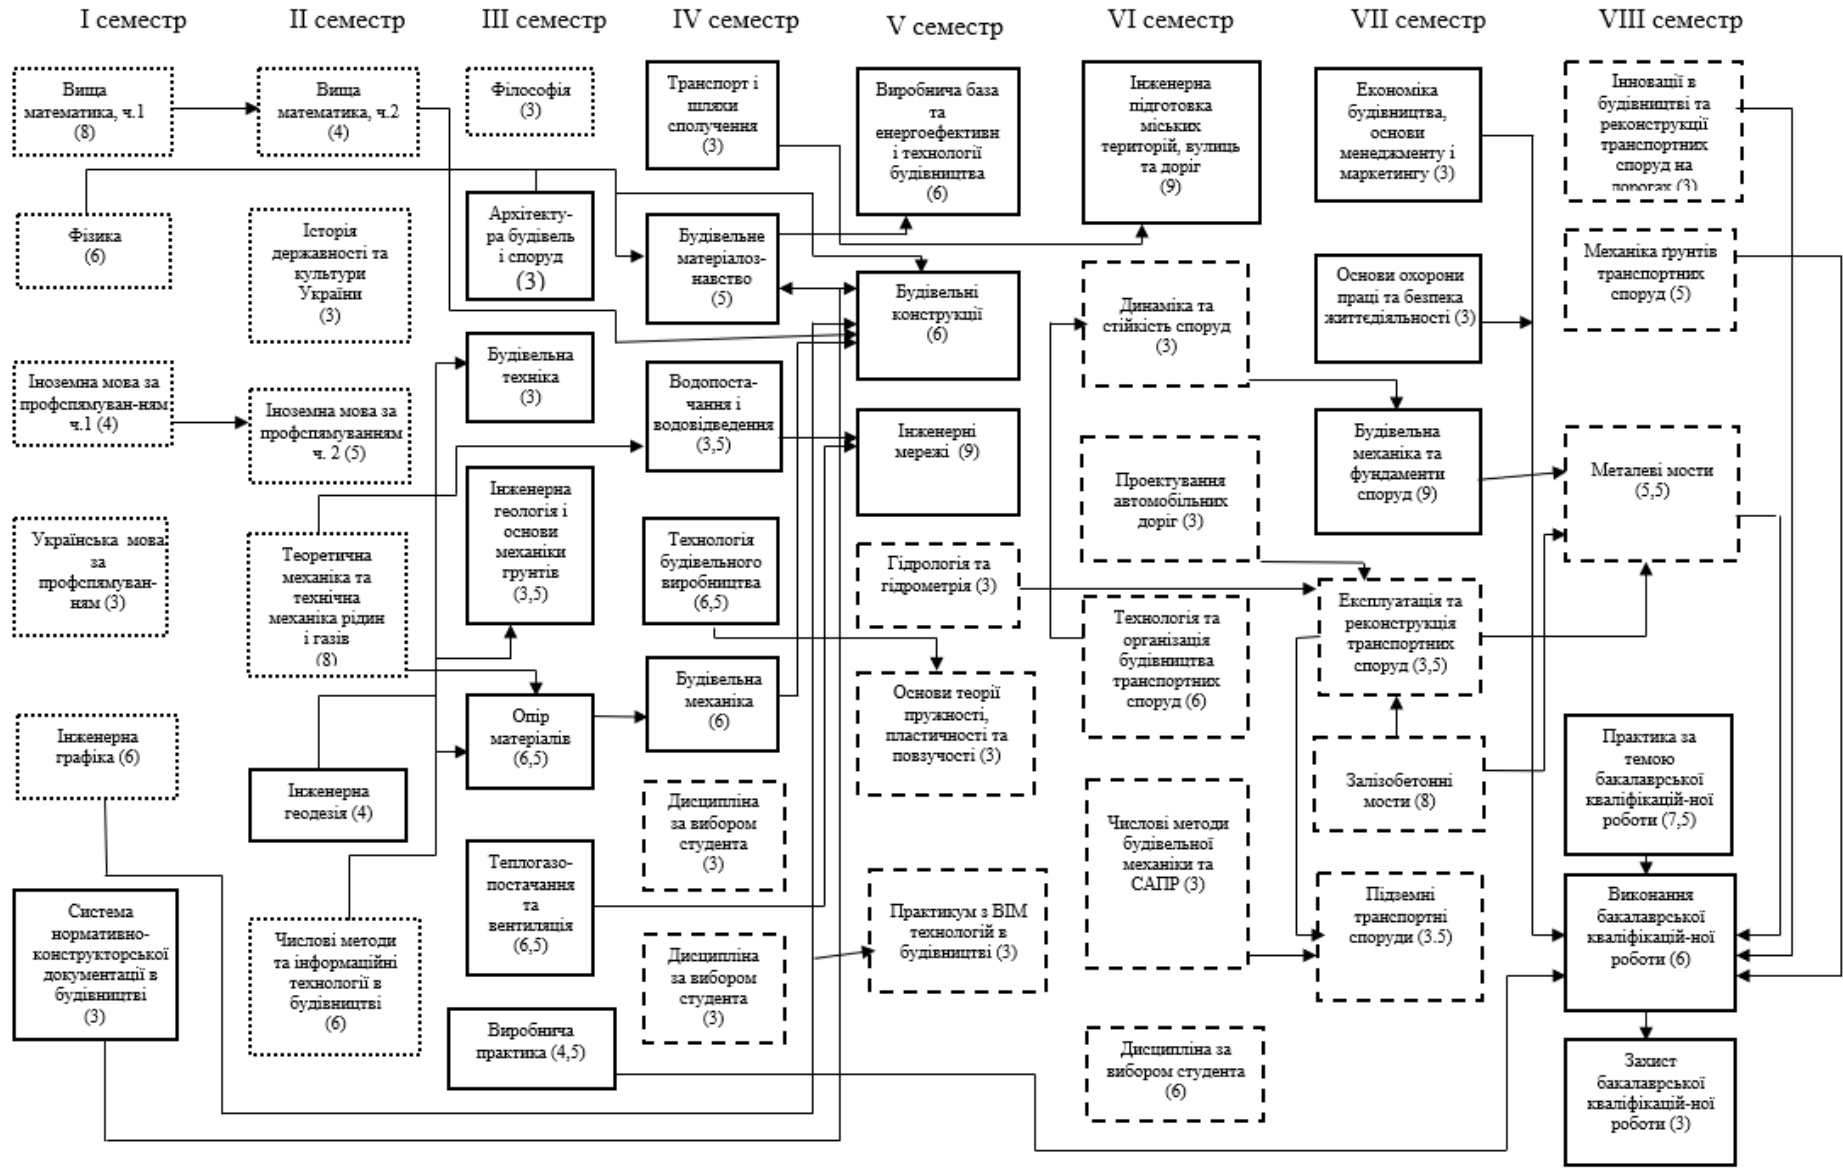 I семестр
II семестр
III семестр
IV семестр
V семестр
VI семестр
VII семестр
VIII семестр
Вища
математика, ч.1
(8)
Фізика
(6)
Іноземна мова за
профспямуван-ням
ч.1 (4)
Українська мова
за
профспямуван-
ням (3)
Інженерна
графіка (6)
Система
нормативно-
конструкторської
документації в
будівництві
(3)
Вища
математика, ч.2
(4)
Історія
державності та
культури
України
(3)
Іноземна мова за
профспямуванням
ч. 2 (5)
Теоретична
механіка та
технічна
механіка рідин
і газів
(8)
Інженерна
геодезія (4)
Числові методи
та інформаційні
технології в
будівництві
(6)
Філософія
(3)
Архітекту-
ра будівель
і споруд
(3)
Будівельна
техніка
(3)
Інженерна
геологія і
основи
механіки
грунтів
(3,5)
Опір
матеріалів
(6,5)
Теплогазо-
постачання
та
вентиляція
(6,5)
Виробнича
практика (4,5)
Транспорт і
шляхи
сполучення
(3)
Будівельне
матеріалоз-
навство
(5)
Водопоста-
чання і
водовідведення
(3,5)
Технологія
будівельного
виробництва
(6,5)
Будівельна
механіка
(6)
Дисципліна
за вибором
студента
(3)
Дисципліна
за вибором
студента
(3)
Виробнича база
та
енергоефективн
і технології
будівництва
(6)
Будівельні
конструкції
(6)
Інженерні
мережі (9)
Гідрологія та
гідрометрія (3)
Основи теорії
пружності,
пластичності та
повзучості (3)
Практикум з BIM
технологій в
будівництві (3)
Інженерна
підготовка
міських
територій, вулиць
та доріг
(9)
Динаміка та
стійкість споруд
(3)
Проектування
автомобільних
доріг (3)
Технологія та
організація
будівництва
транспортних
споруд (6)
Числові методи
будівельної
механіки та
САПР (3)
Дисципліна за
вибором студента
(6)
Економіка
будівництва,
основи
менеджменту і
маркетингу (3)
Основи охорони
праці та безпека
життєдіяльності (3)
Будівельна
механіка та
фундаменти
споруд (9)
Експлуатація та
реконструкція
транспортних
споруд (3,5)
Залізобетонні
мости (8)
Підземні
транспортні
споруди (3.5)
Інновації в
будівництві та
реконструкції
транспортних
споруд на
дорогах (3)
Механіка ґрунтів
транспортних
споруд (5)
Металеві мости
(5,5)
Практика за
темою
бакалаврської
кваліфікацій-ної
роботи (7,5)
Виконання
бакалаврської
кваліфікацій-ної
роботи (6)
Захист
бакалаврської
кваліфікацій-ної
роботи (3)